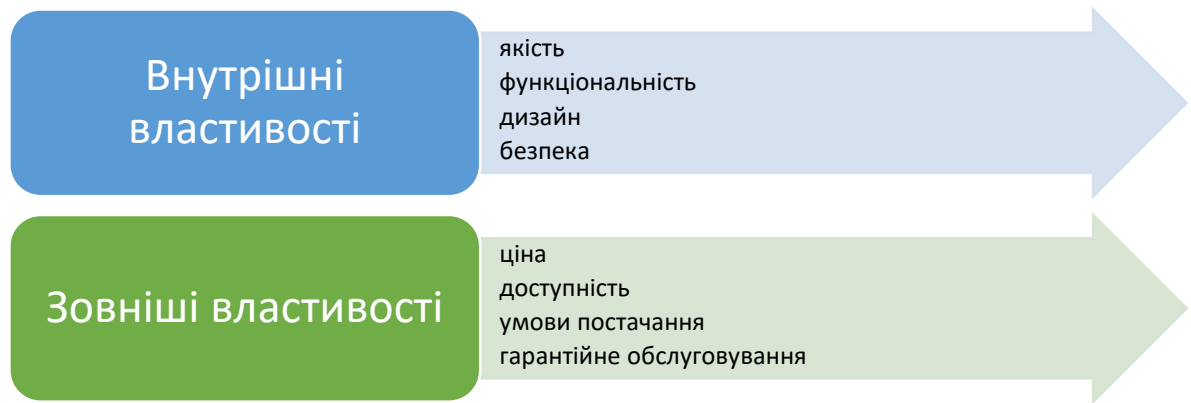 Внутрішні
властивості
якість
функціональність
дизайн
безпека
Зовніші властивості
ціна
доступність
умови постачання
гарантійне обслуговування